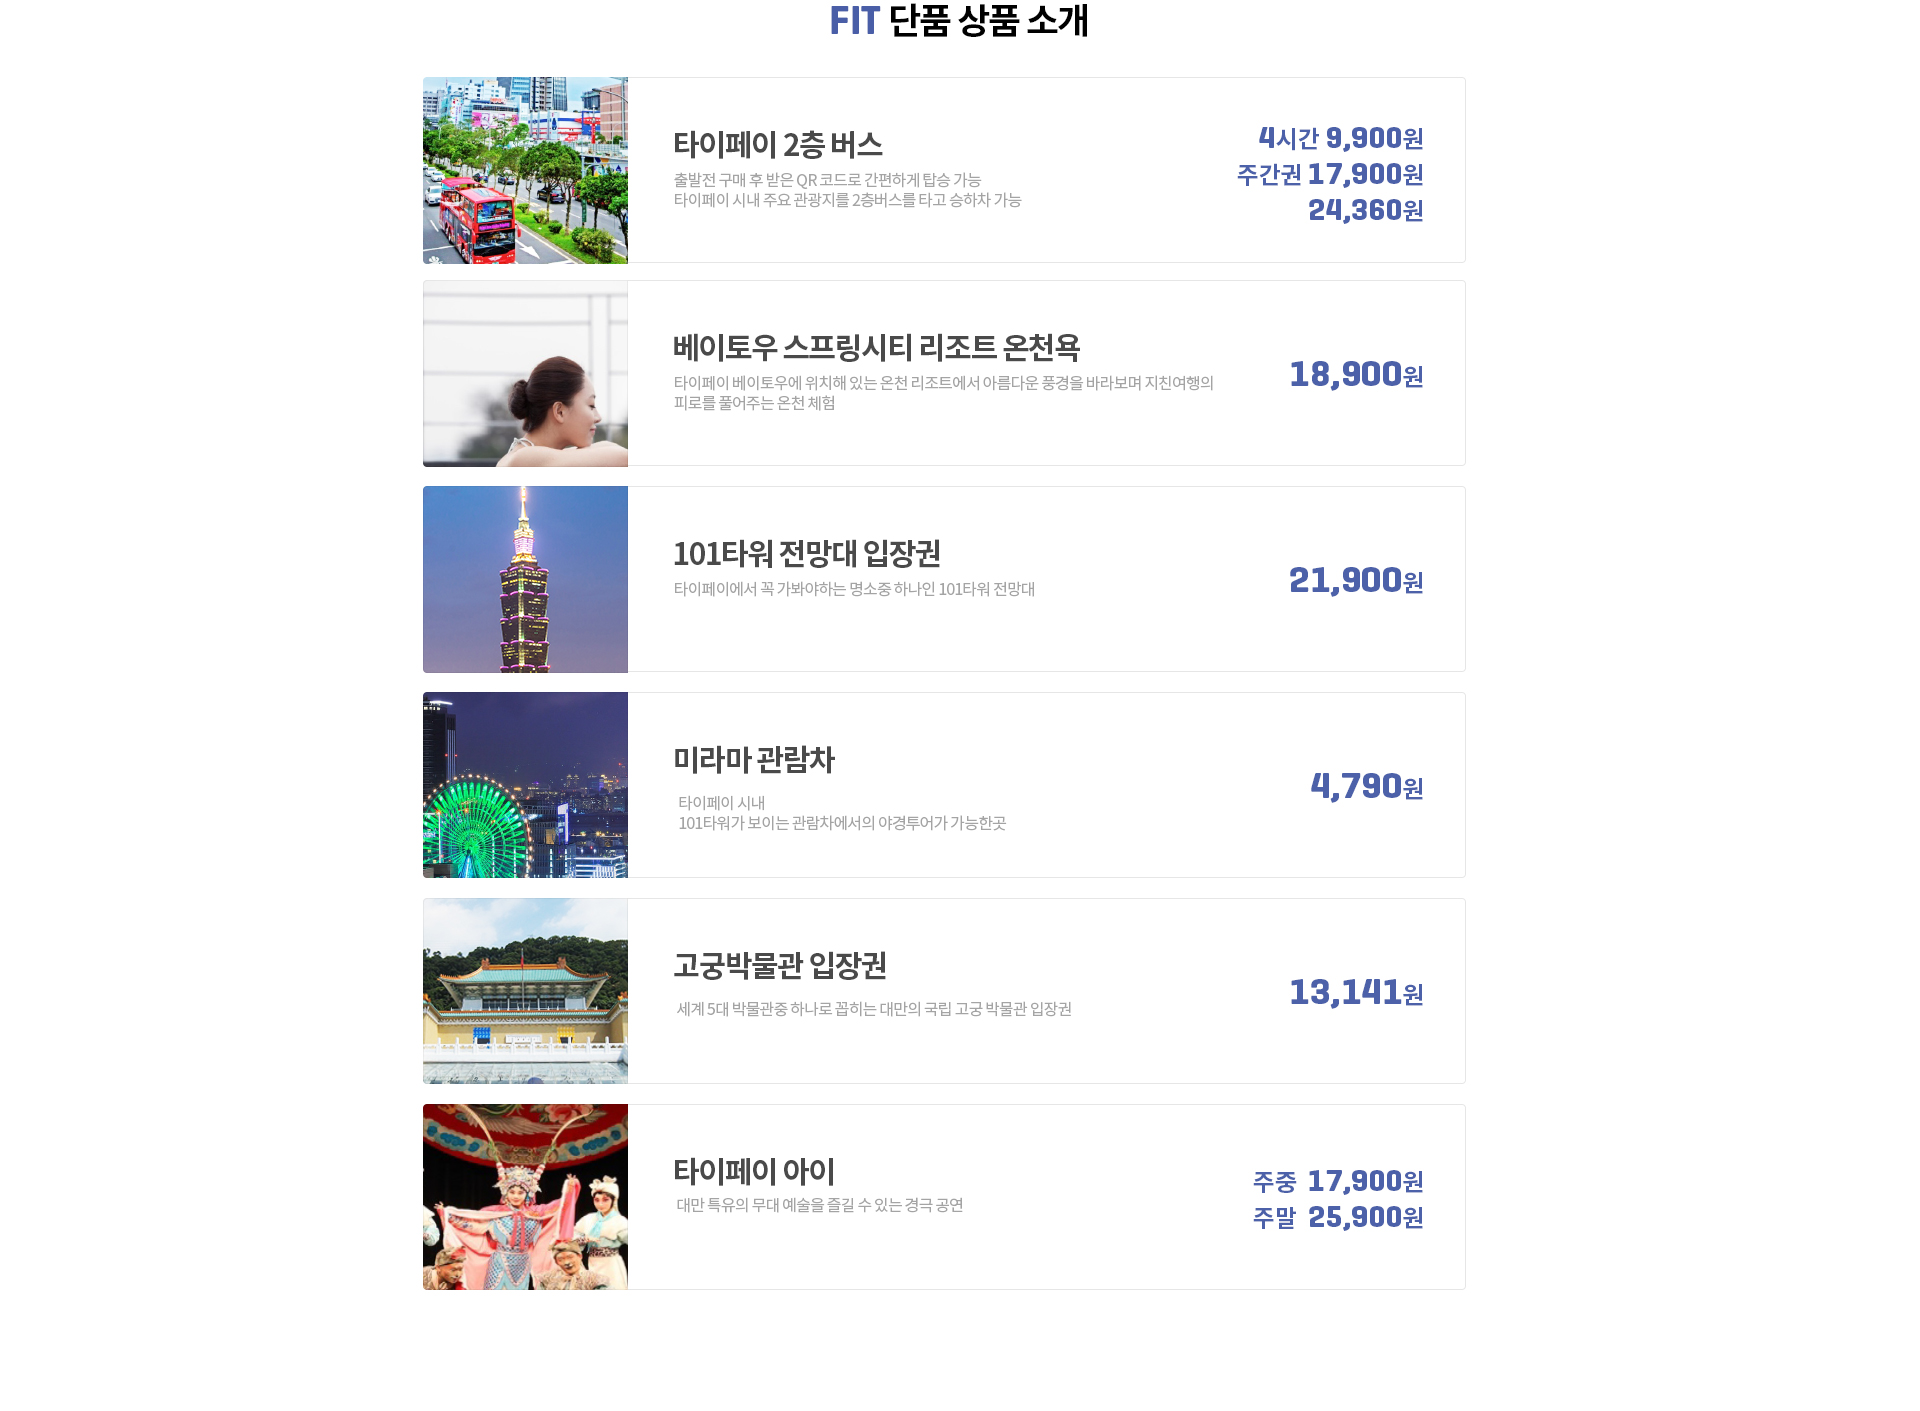 FIT 단품 상품 소개
타이페이 2층 버스
출발전 구매 후 받은 QR 코드로 간편하게 탑승 가능
타이페이 시내 주요 관광지를 2층버스를 타고 승하차 가능
4시간 9,900원
주간권 17,900원
24,360원
베이토우 스프링시티 리조트 온천욕
타이페이 베이토우에 위치해 있는 온천 리조트에서 아름다운 풍경을 바라보며 지친여행의
피로를 풀어주는 온천 체험
18,900원
101타워 전망대 입장권
타이페이에서 꼭 가봐야하는 명소중 하나인 101타워 전망대
21,900원
미라마 관람차
타이페이 시내
101타워가 보이는 관람차에서의 야경투어가 가능한곳
4,790원
고궁박물관 입장권
세계 5대 박물관중 하나로 꼽히는 대만의 국립 고궁 박물관 입장권
13,141원
타이페이 아이
대만 특유의 무대 예술을 즐길 수 있는 경극 공연
주중 17,900원
주말 25,900원